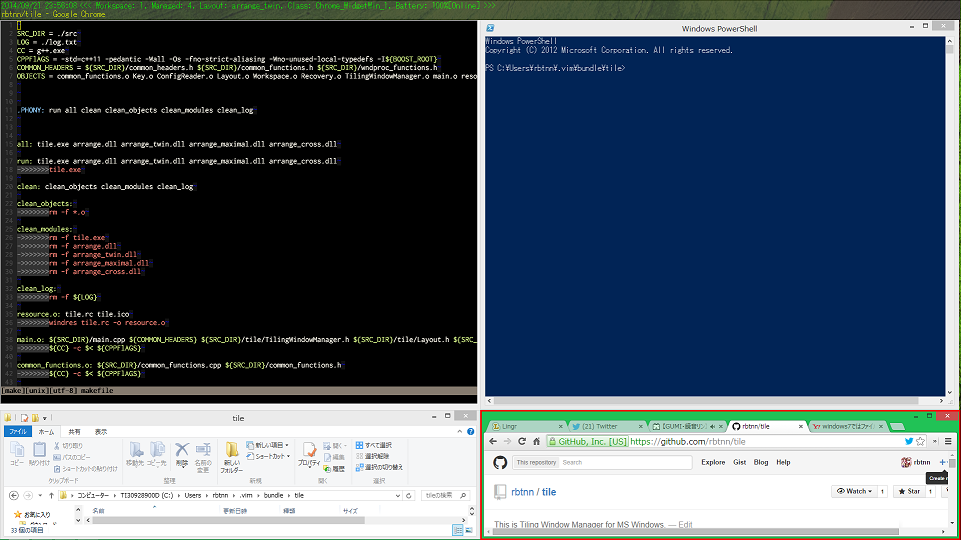 2014/09/21 23:58:08 <<< Workspace: 1. Managed: 4. Layout: arrange_twin. Class: Chrome_WidgetWin_1. Battery: 100%[Online] >>>
rbtnn/tile - Google Chrome
1
SRC_DIR = ./src
LOG = ./log.txt
CC = g++.exe
CPPflAGS = -std=c++11 -pedantic -Wall -Os -fno-strict-aliasing -Wno-unused-local-typedefs -I${BOOST_ROOT}
COMMON_HEADERS = ${SRC_DIR}/common_headers.h ${SRC_DIR}/common_functions.h ${SRC_DIR}/wndproc_functions.h
OBJECTS = common_functions.o Key.o ConfigReader.o Layout.o Workspace.o Recovery.o TilingWindowManager.o main.o reso
.PHONY: run all clean clean_objects clean_modules clean_log
all: tile.exe arrange.dll arrange_twin.dll arrange_maximal.dll arrange_cross.dll
run: tile.exe arrange.dll arrange_twin.dll arrange_maximal.dll arrange_cross.dll
->>>>>>>tile.exe
clean: clean_objects clean_modules clean_log
clean_objects:
->>>>>>>rm -f *.o
clean_modules:
->>>>>>>rm -f tile.exe
->>>>>>>rm -f arrange.dll
->>>>>>>rm -f arrange_twin.dll
->>>>>>>rm -f arrange_maximal.dll
->>>>>>>rm -f arrange_cross.dll
clean_log:
->>>>>>>rm -f ${LOG}
resource.o: tile.rc tile.ico
->>>>>>>windres tile.rc -o resource.o
main.o: ${SRC_DIR}/main.cpp ${COMMON_HEADERS} ${SRC_DIR}/tile/TilingWindowManager.h ${SRC_DIR}/tile/Layout.h ${SRC_
->>>>>>>${CC} -c $< ${CPPflAGS}
common_functions.o: ${SRC_DIR}/common_functions.cpp ${SRC_DIR}/common_functions.h
->>>>>>>${CC} -c $< ${CPPflAGS}
[make][unix][utf-8] makefile
Windows PowerShell
Windows PowerShell
Copyright (C) 2012 Microsoft Corporation. All rights reserved.
PS C:¥Users¥rbtnn¥.vim¥bundle¥tile>
tile
ファイル ホーム 共有 表示
コピー 貼り付け 切り取り パスのコピー ショートカットの貼り付け
移動先 コピー先 削除 名前の変更
新しいフォルダー 新しい項目 ショートカット
プロパティ 開く 編集 履歴
すべて選択 選択解除 選択の切り替え
クリップボード 整理 新規 開く 選択
コンピューター TI30928900D (C:) Users rbtnn .vim bundle tile tileの検索
お気に入り
名前 更新日時 種類 サイズ
33 個の項目
Lingr (21) Twitter rbtnn/tile windows7ではファイ
GitHub, Inc. [US] https://github.com/rbtnn/tile
This repository Search Explore Gist Blog Help rbtnn
Create n
rbtnn / tile Watch 1 Star 1
This is Tiling Window Manager for MS Windows. — Edit